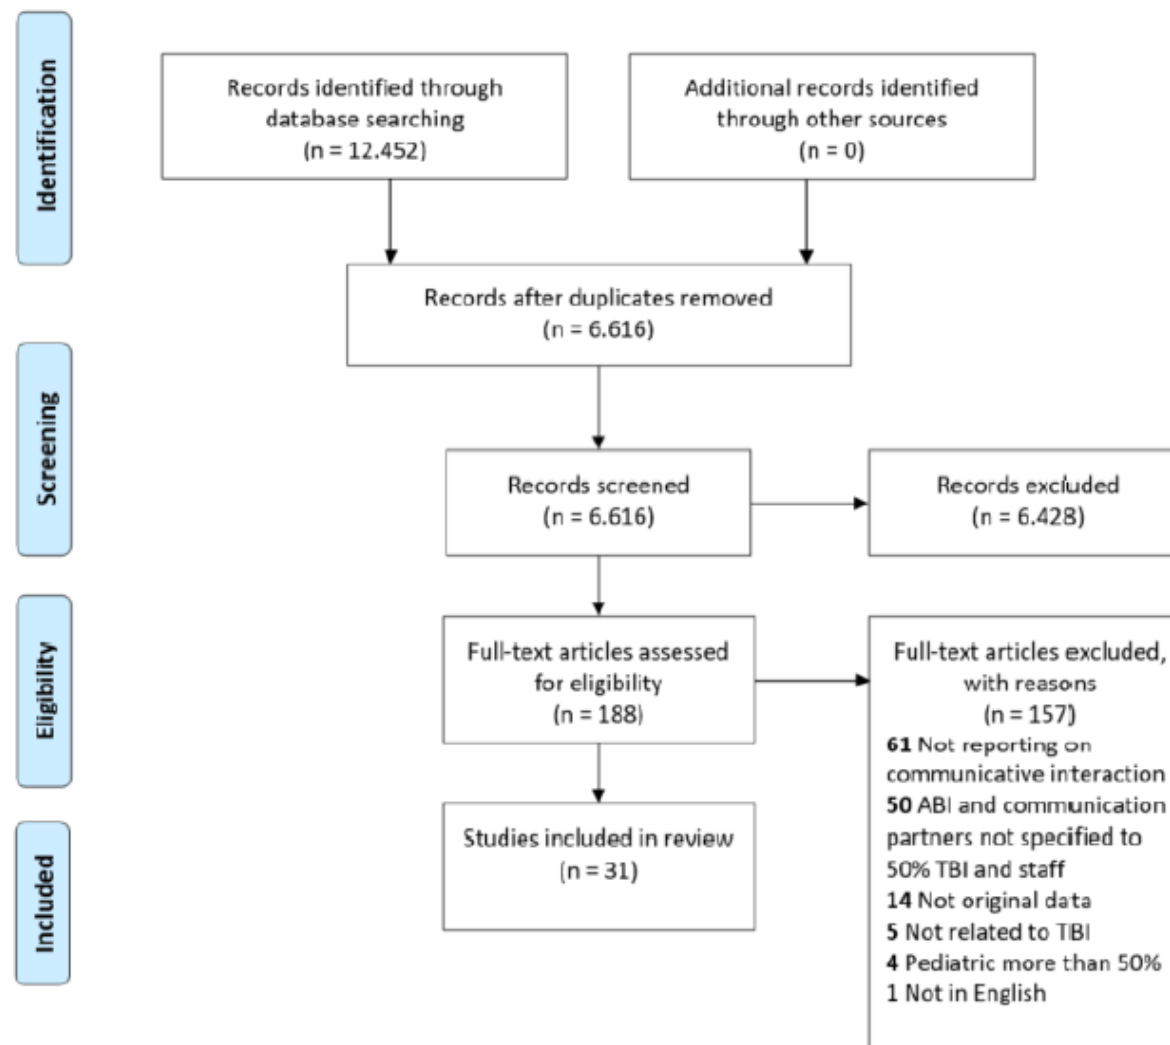 Identification
Records identified through
database searching
(n = 12.452)
Additional records identified
through other sources
(n = 0)
Records after duplicates removed
(n = 6.616)
Screening
Records screened
(n = 6.616)
Records excluded
(n = 6.428)
Eligibility
Full-text articles assessed
for eligibility
(n = 188)
Full-text articles excluded,
with reasons
(n = 157)
61 Not reporting on
communicative interaction
50 ABI and communication
partners not specified to
50% TBI and staff
14 Not original data
5 Not related to TBI
4 Pediatric more than 50%
1 Not in English
Included
Studies included in review
(n = 31)